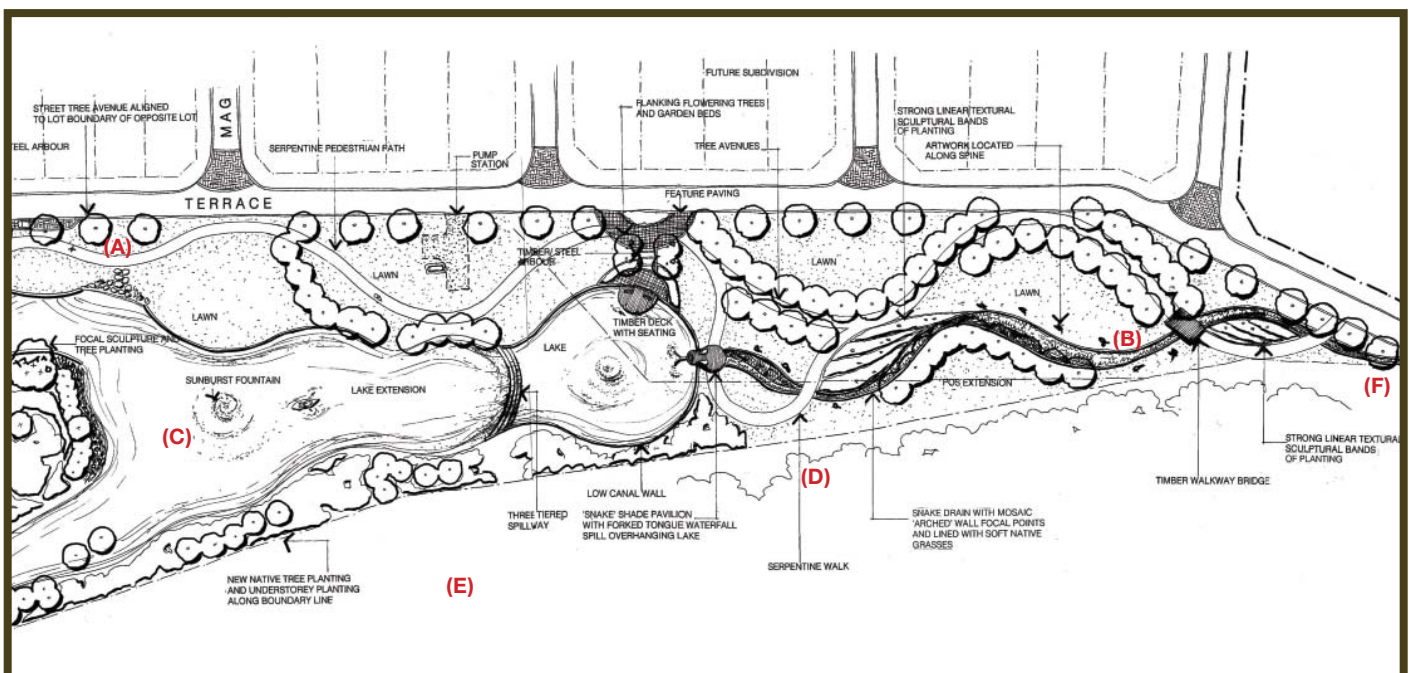 FUTURE SUBDIVISION
STREET TREE AVENUE ALIGNED
TO LOT BOUNDARY OF OPPOSITE LOT
MAG
PLANKING FLOWERING TREES
AND GARDEN BEDS
STRONG LINEAR TEXTURAL
SCULPTURAL BANDS
OF PLANTING
TEEL ARBOUR
SERPENTINE PEDESTRIAN PATH
PUMP
STATION
TREE AVENUES
ARTWORK LOCATED
ALONG SPINE
TERRACE
FEATURE PAVING
(A)
TIMBER/STEEL
ARBOUR
LAWN
LAWN
LAWN
LAWN
TIMBER DECK
WITH SEATING
(B)
FOCAL SCULPTURE AND
TREE PLANTING
LAKE
SUNBURST FOUNTAIN
LAKE EXTENSION
POS EXTENSION
(F)
(C)
STRONG LINEAR TEXTURAL
SCULPTURAL BANDS
OF PLANTING
(D)
TIMBER WALKWAY BRIDGE
LOW CANAL WALL
THREE TIERED
SPILLWAY
'SNAKE' SHADE PAVILION
WITH FORKED TONGUE WATERFALL
SPILL OVERHANGING LAKE
SNAKE DRAIN WITH MOSAIC
'ARCHED' WALL FOCAL POINTS
AND LINED WITH SOFT NATIVE
GRASSES
SERPENTINE WALK
NEW NATIVE TREE PLANTING
AND UNDERSTOREY PLANTING
ALONG BOUNDARY LINE
(E)